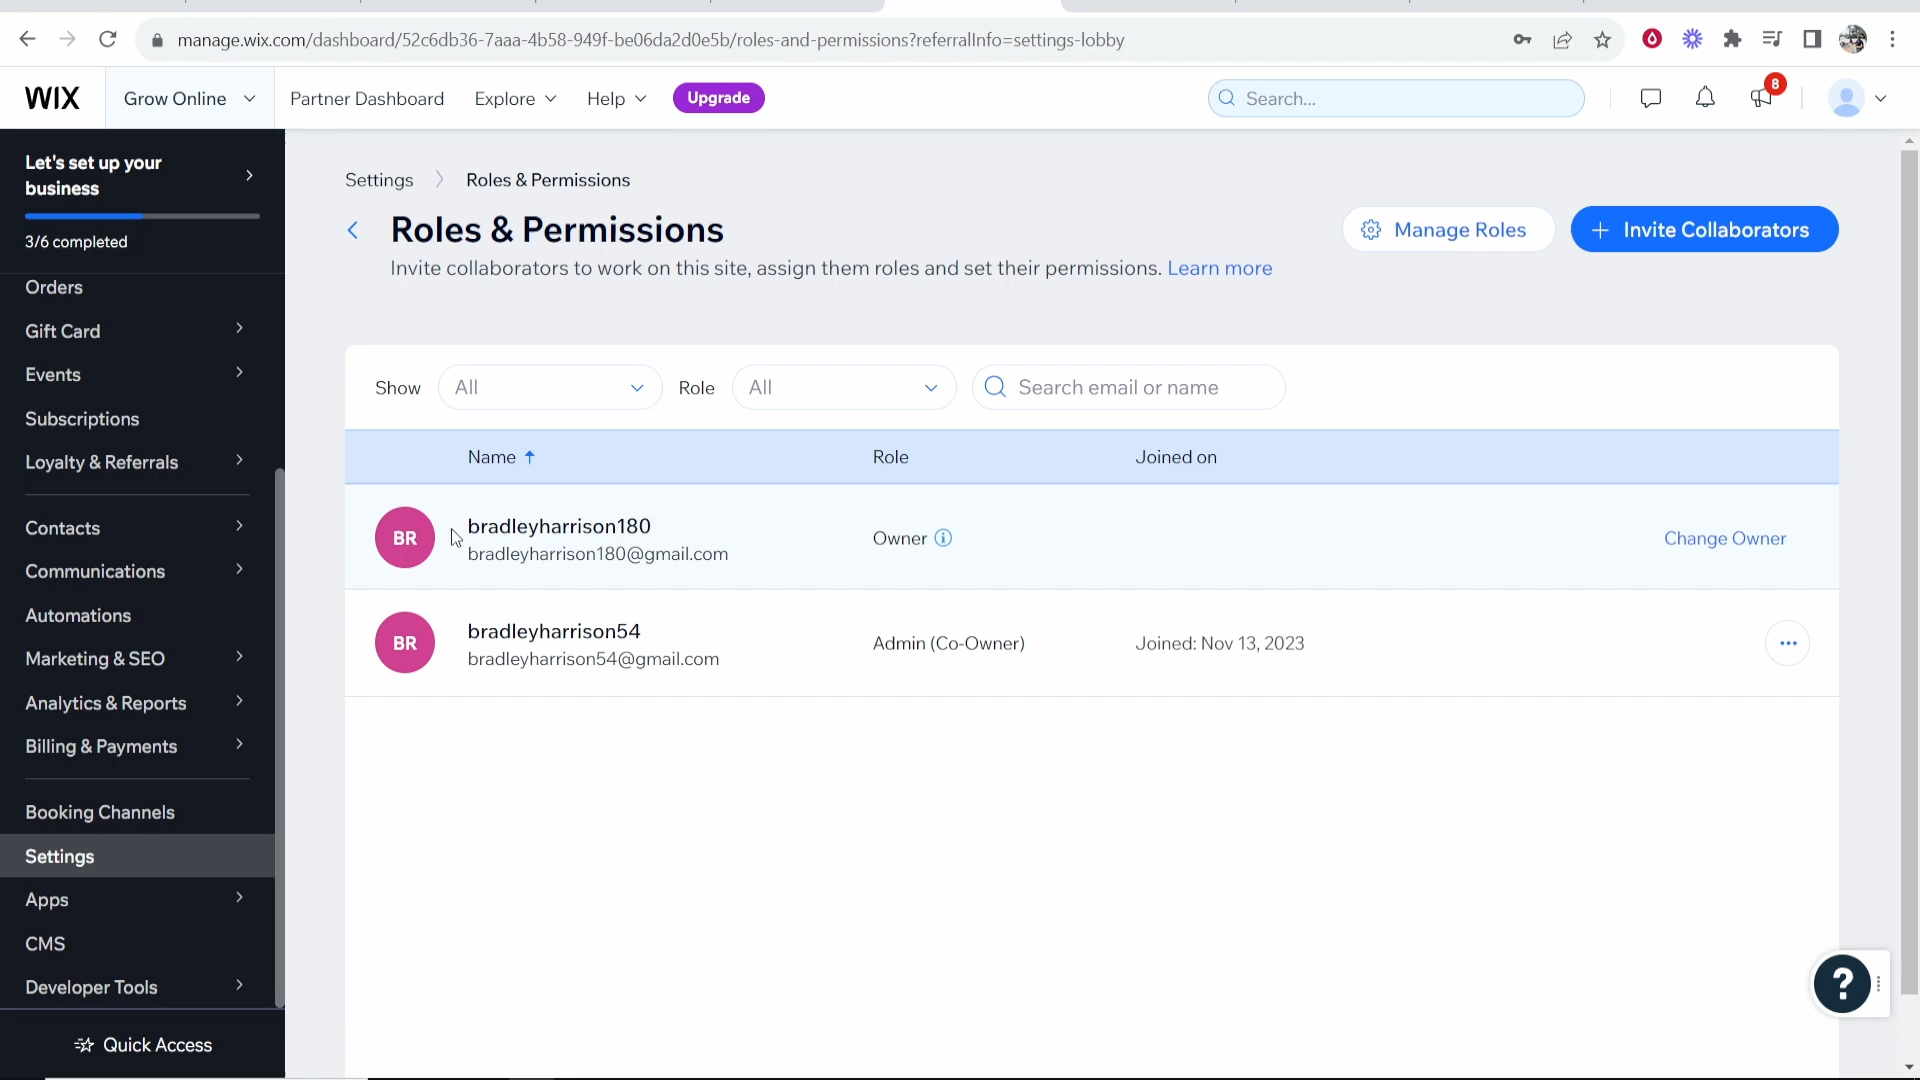 manage.wix.com/dashboard/52c6db36-7aaa-4b58-949f-be06da2d0e5b/roles-and-permissions?referralInfo=settings-lobby
WIX
Grow Online
Partner Dashboard
Explore
Help
Upgrade
Search...
8
Let's set up your
business
3/6 completed
Orders
Gift Card
Events
Subscriptions
Loyalty & Referrals
Contacts
Communications
Automations
Marketing & SEO
Analytics & Reports
Billing & Payments
Booking Channels
Settings
Apps
CMS
Developer Tools
Quick Access
Settings > Roles & Permissions
Roles & Permissions
Manage Roles
+ Invite Collaborators
Invite collaborators to work on this site, assign them roles and set their permissions. Learn more
Show All Role All Search email or name
Name ↑ Role Joined on
BR
bradleyharrison180
bradleyharrison180@gmail.com
Owner
Change Owner
BR
bradleyharrison54
bradleyharrison54@gmail.com
Admin (Co-Owner)
Joined: Nov 13, 2023
...
?